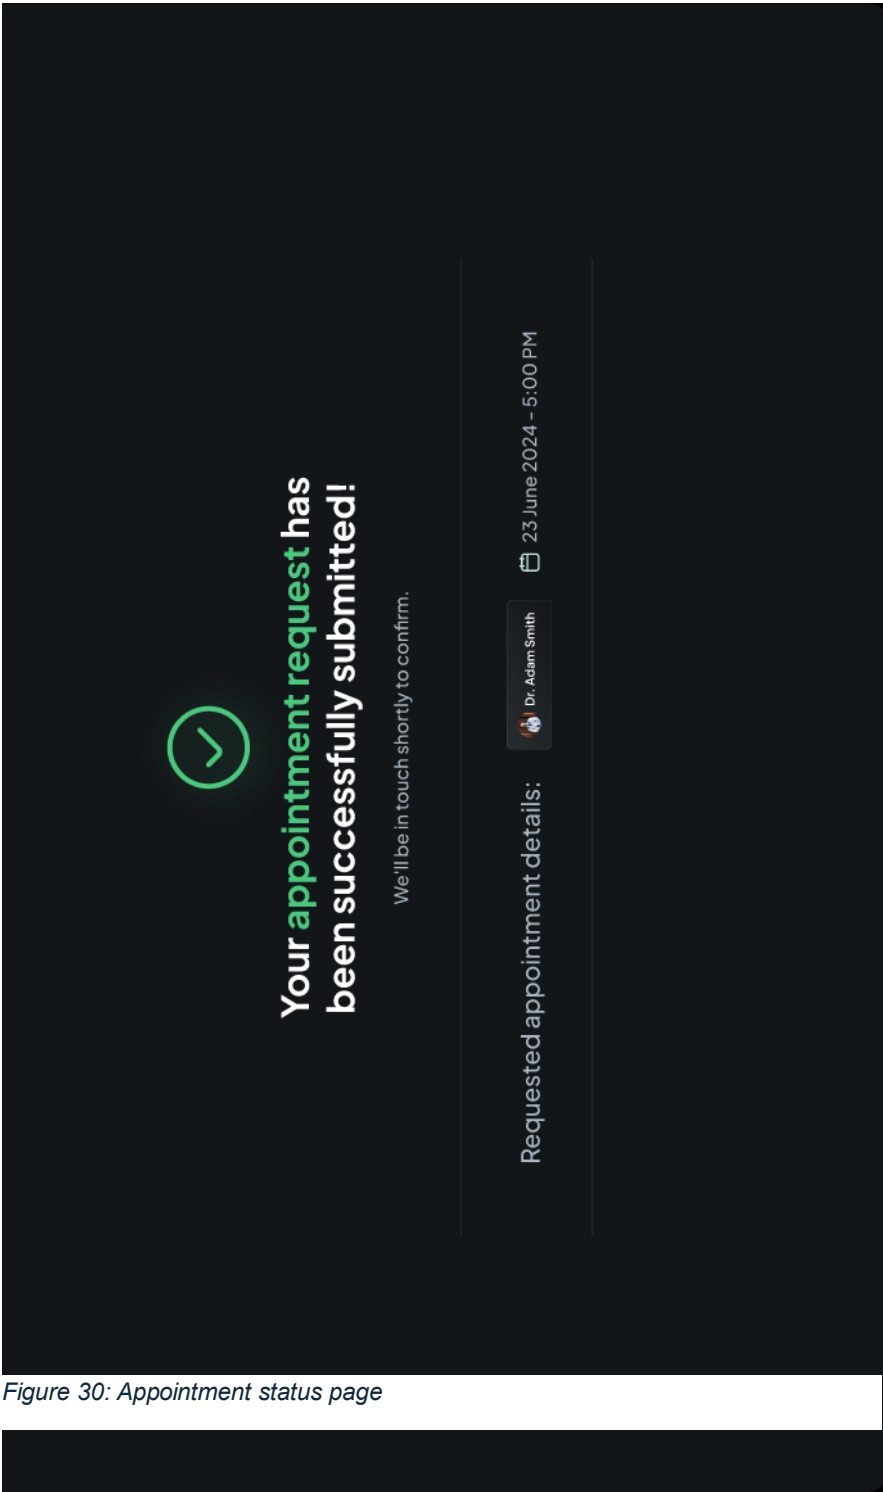 Your appointment request has
been successfully submitted!
We'll be in touch shortly to confirm.
Requested appointment details:
Dr. Adam Smith
23 June 2024 - 5:00 PM
Figure 30: Appointment status page